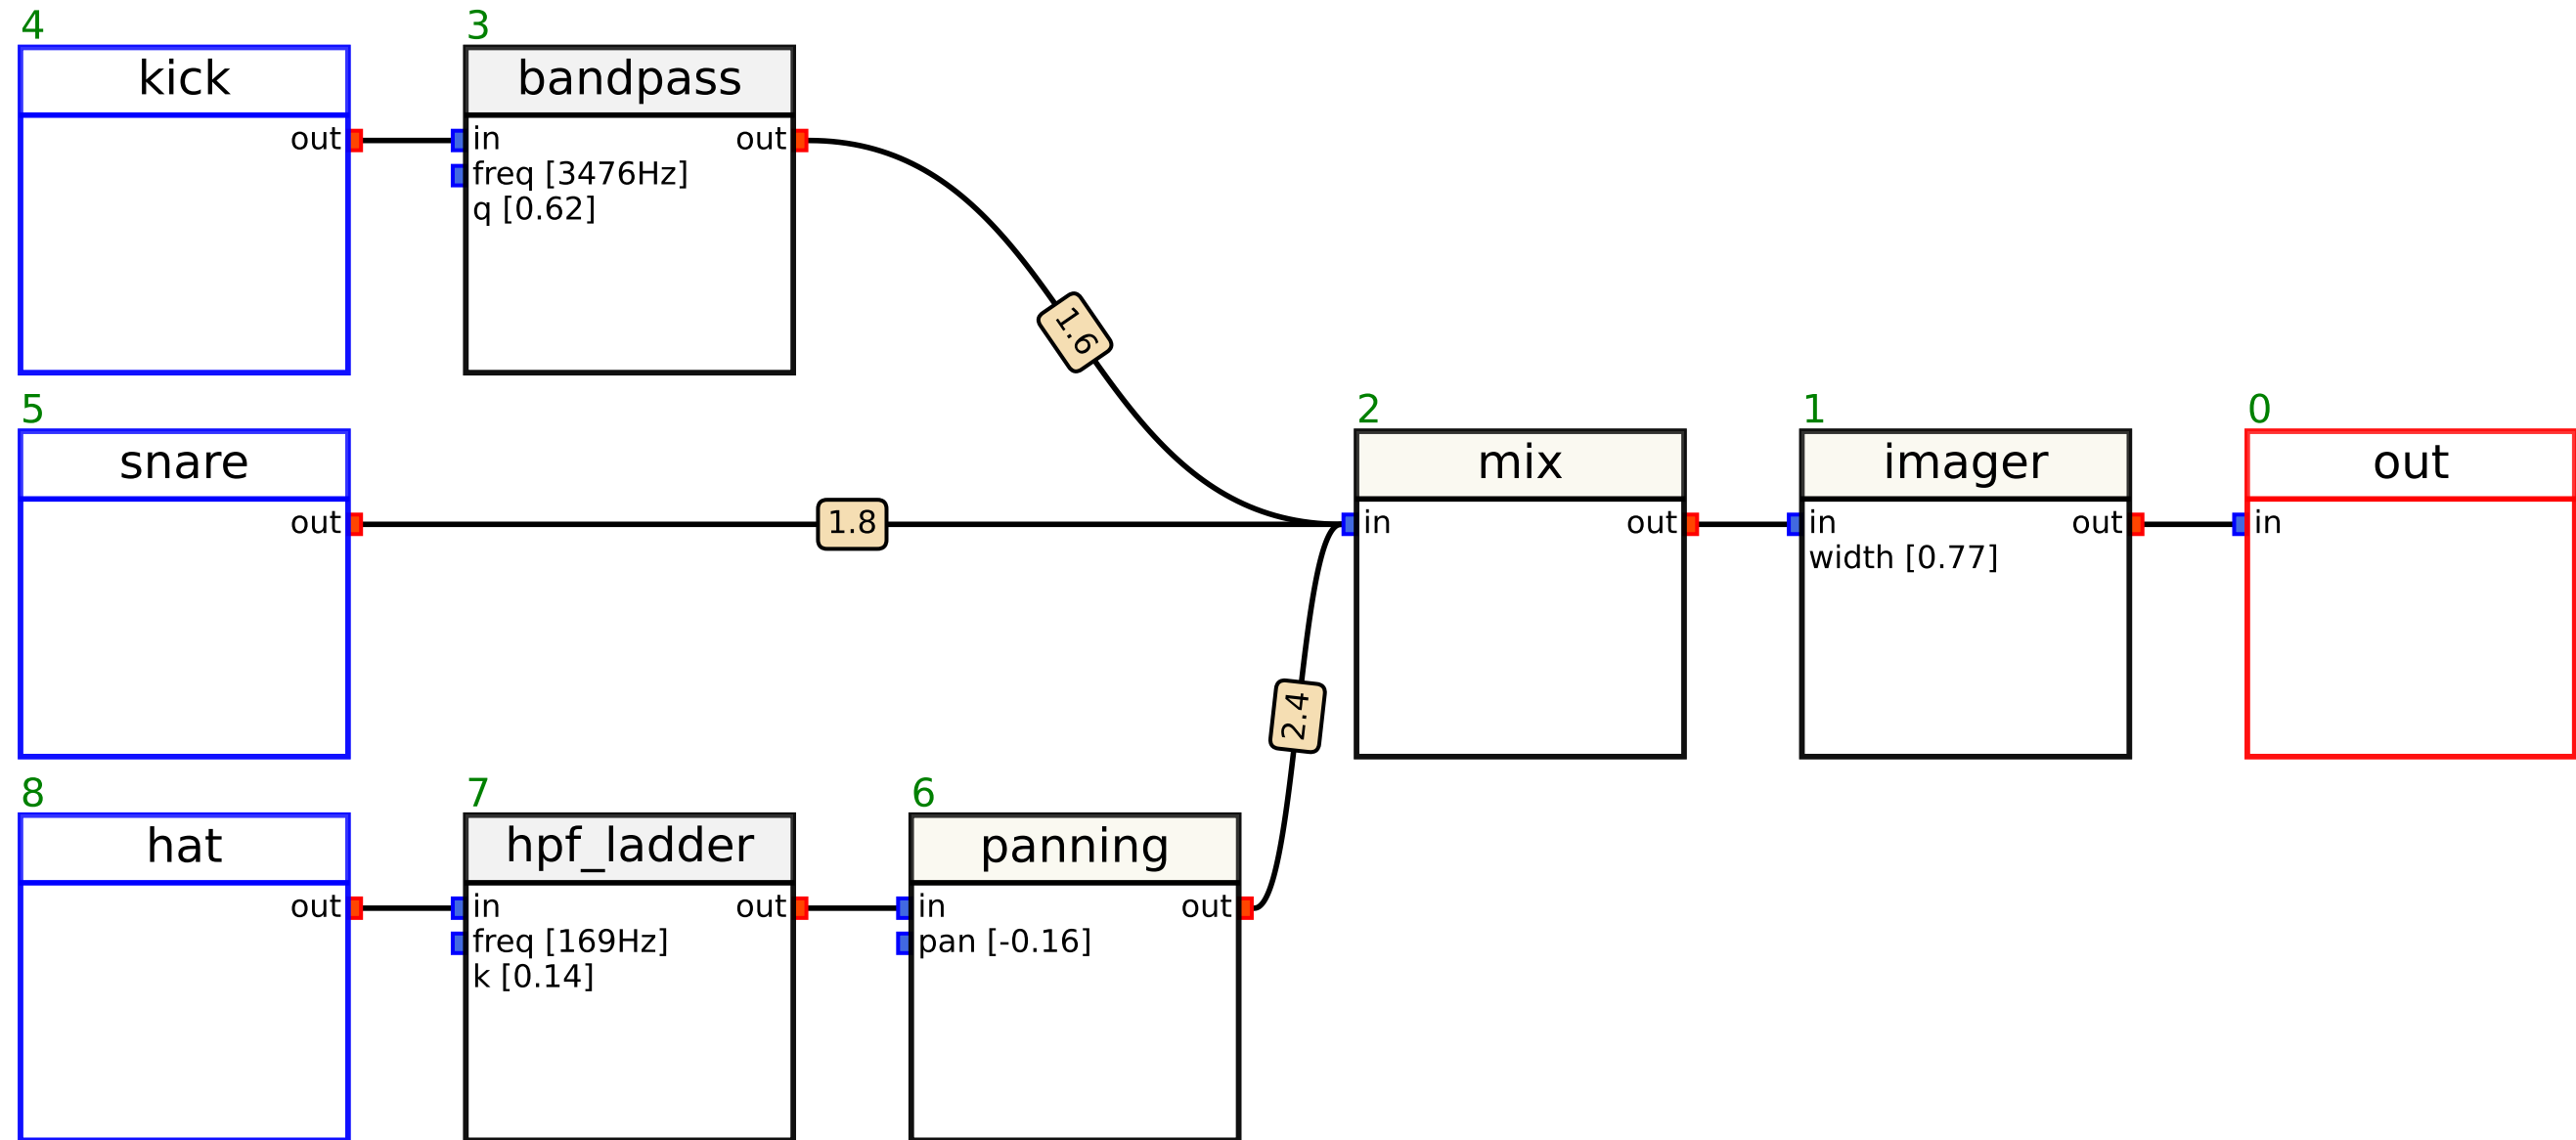 4
kick
out
3
bandpass
in
out
freq [3476Hz]
q [0.62]
1.6
5
snare
out
1.8
2
mix
in
out
1
imager
in
out
width [0.77]
0
out
in
2.4
8
hat
out
7
hpf_ladder
in
out
freq [169Hz]
k [0.14]
6
panning
in
out
pan [-0.16]